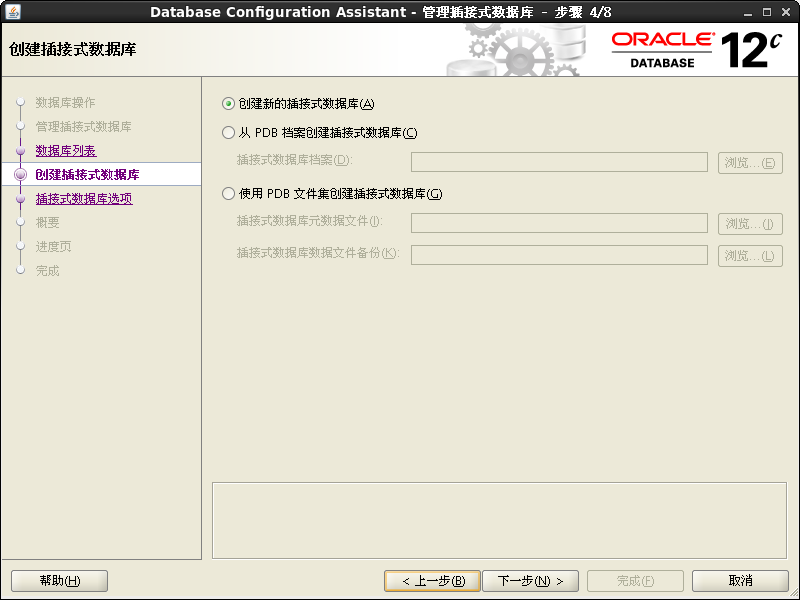 Database Configuration Assistant - 管理插接式数据库 - 步骤 4/8
创建插接式数据库
ORACLE
DATABASE
12c
数据库操作
管理插接式数据库
数据库列表
创建插接式数据库
插接式数据库选项
概要
进度页
完成
创建新的插接式数据库(A)
从 PDB 档案创建插接式数据库(C)
插接式数据库档案(D):
浏览...(E)
使用 PDB 文件集创建插接式数据库(G)
插接式数据库元数据文件(I):
浏览...(J)
插接式数据库数据文件备份(K):
浏览...(L)
帮助(H)
< 上一步(B)
下一步(N) >
完成(F)
取消